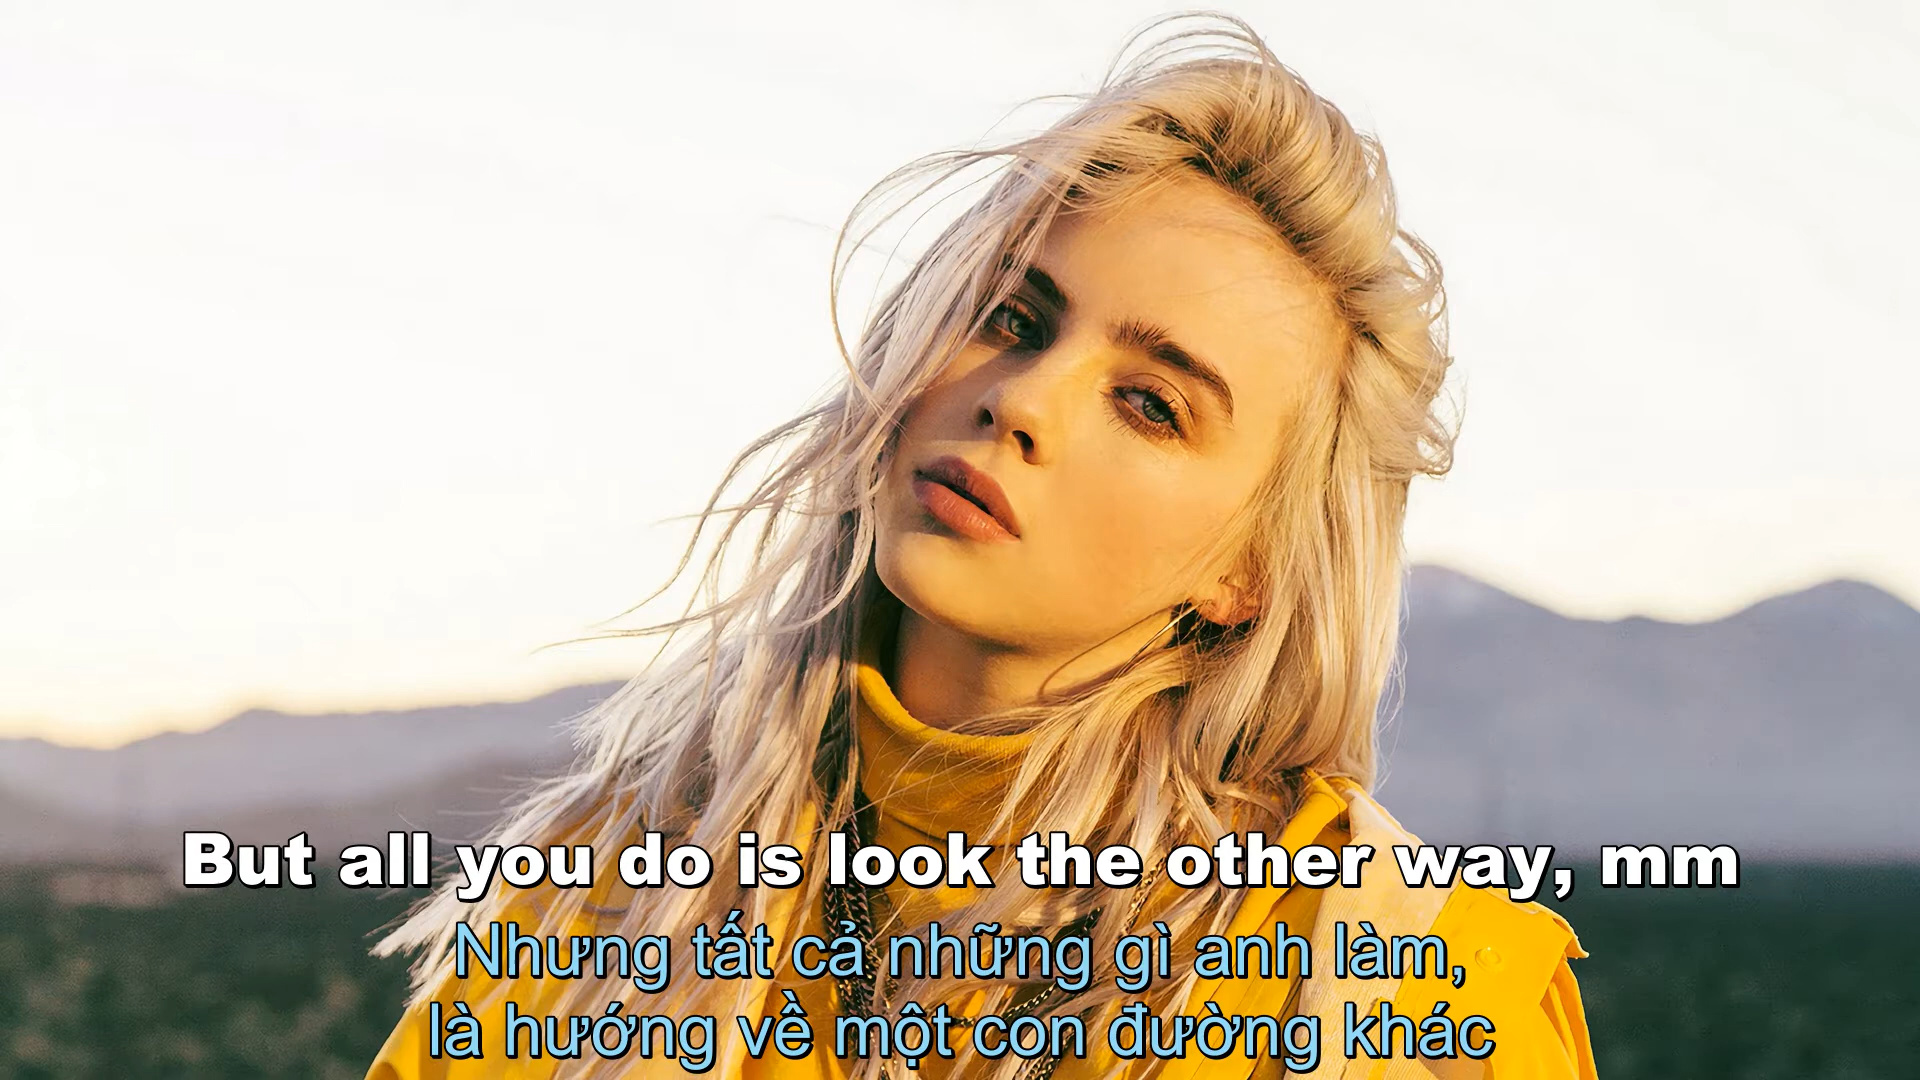 But all you do is look the other way, mm
Nhưng tất cả những gì anh làm,
là hướng về một con đường khác